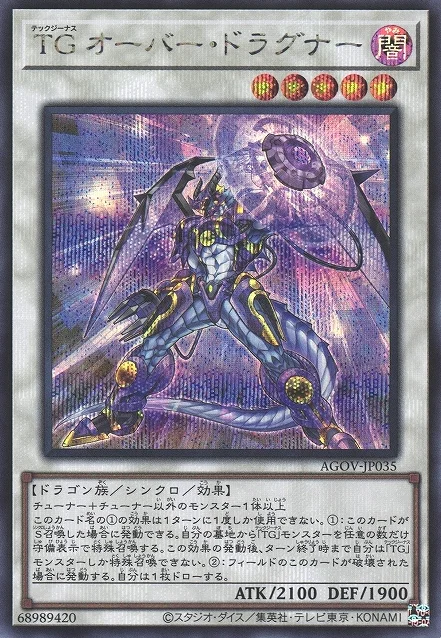 テックジーナス
TG オーバー・ドラグナー
やみ
闇
AGOV-JP035
【ドラゴン族／シンクロ／効果】
チューナー＋チューナー以外のモンスター1体以上
このカード名の①の効果は1ターンに1度しか使用できない。①：このカードが
S召喚した場合に発動できる。自分の墓地から「TG」モンスターを任意の数だけ
守備表示で特殊召喚する。この効果の発動後、ターン終了時まで自分は「TG」
モンスターしか特殊召喚できない。②：フィールドのこのカードが破壊された
場合に発動する。自分は1枚ドローする。
ATK/2100 DEF/1900
68989420
©スタジオ・ダイス／集英社・テレビ東京・KONAMI